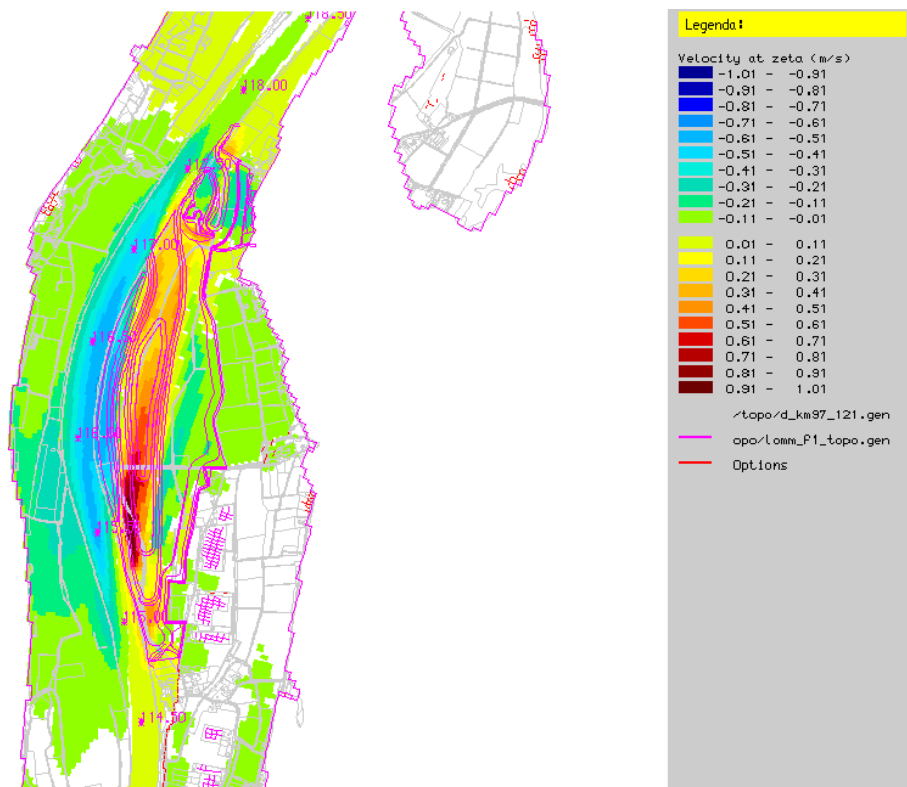 118.50
118.00
117.50
117.00
116.50
115.00
114.50
Legenda:
Velocity at zeta (m/s)
-1.01 - -0.91
-0.91 - -0.81
-0.81 - -0.71
-0.71 - -0.61
-0.61 - -0.51
-0.51 - -0.41
-0.41 - -0.31
-0.31 - -0.21
-0.21 - -0.11
-0.11 - -0.01
0.01 - 0.11
0.11 - 0.21
0.21 - 0.31
0.31 - 0.41
0.41 - 0.51
0.51 - 0.61
0.61 - 0.71
0.71 - 0.81
0.81 - 0.91
0.91 - 1.01
/topo/d_km97_121.gen
opo/lomm_f1_topo.gen
Options